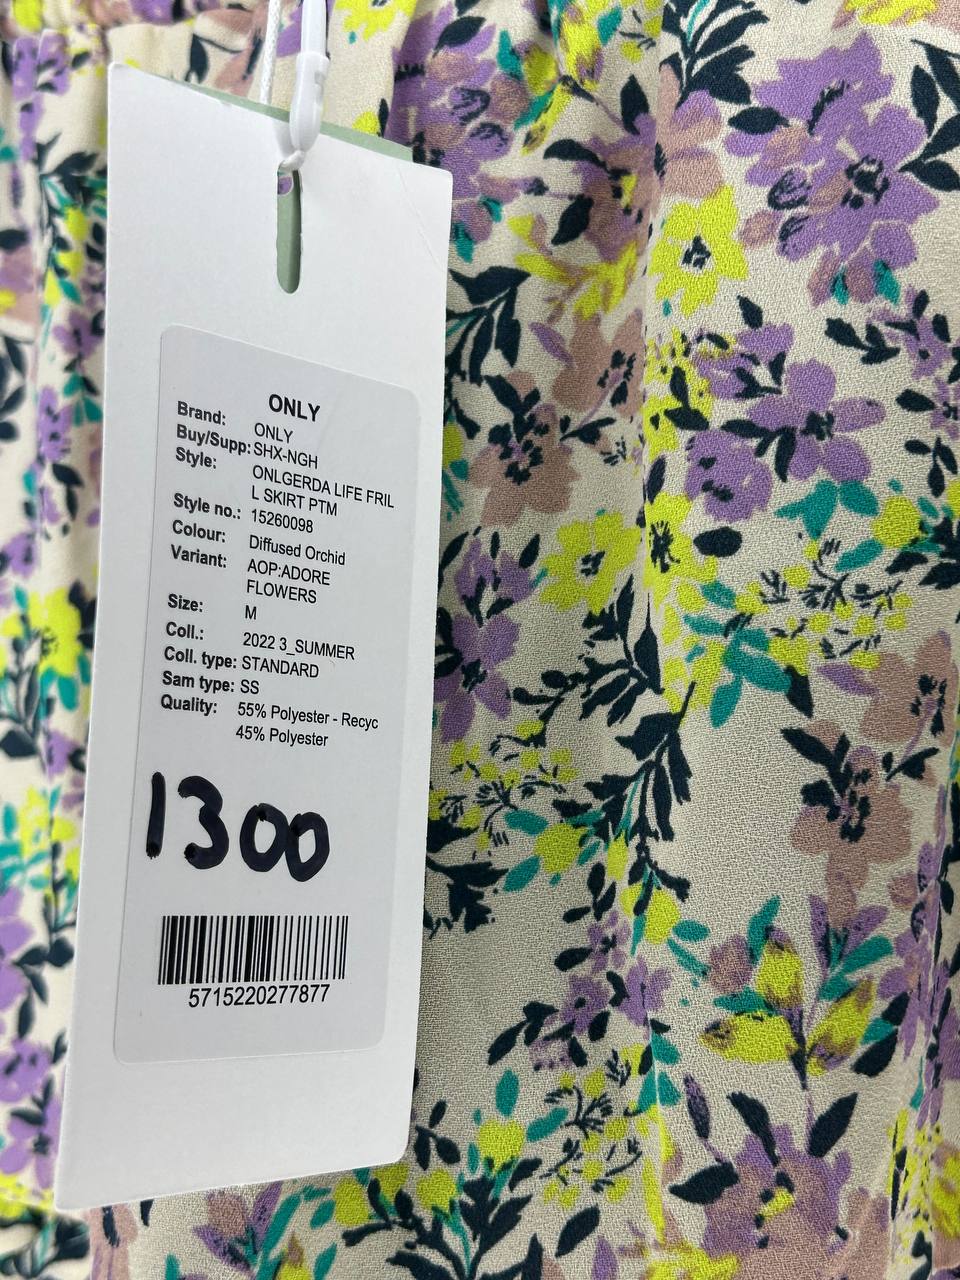 ONLY
Brand: ONLY
Buy/Supp: SHX-NGH
Style: ONLGERDA LIFE FRIL
L SKIRT PTM
Style no.: 15260098
Colour: Diffused Orchid
Variant: AOP:ADORE
FLOWERS
Size: M
Coll.: 2022 3_SUMMER
Coll. type: STANDARD
Sam type: SS
Quality: 55% Polyester - Recyc
45% Polyester
1300
5715220277877